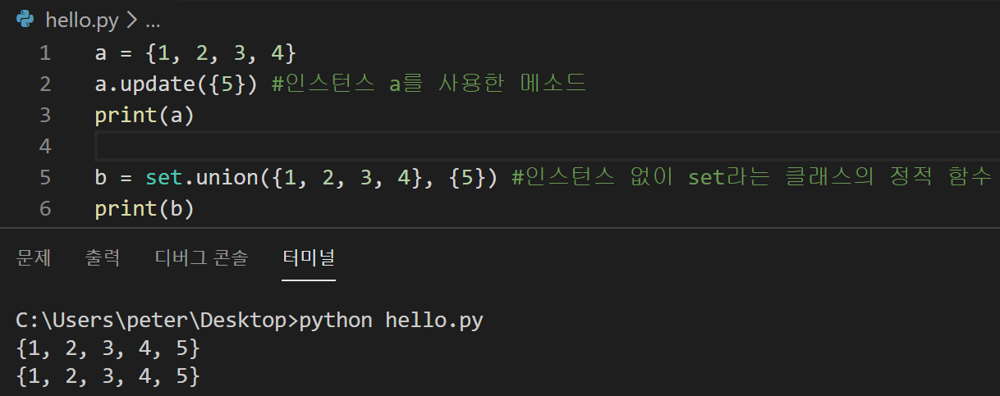 hello.py > ...
1 a = {1, 2, 3, 4}
2 a.update({5}) #인스턴스 a를 사용한 메소드
3 print(a)
4
5 b = set.union({1, 2, 3, 4}, {5}) #인스턴스 없이 set라는 클래스의 정적 함수
6 print(b)
문제 출력 디버그 콘솔 터미널
C:\Users\peter\Desktop>python hello.py
{1, 2, 3, 4, 5}
{1, 2, 3, 4, 5}